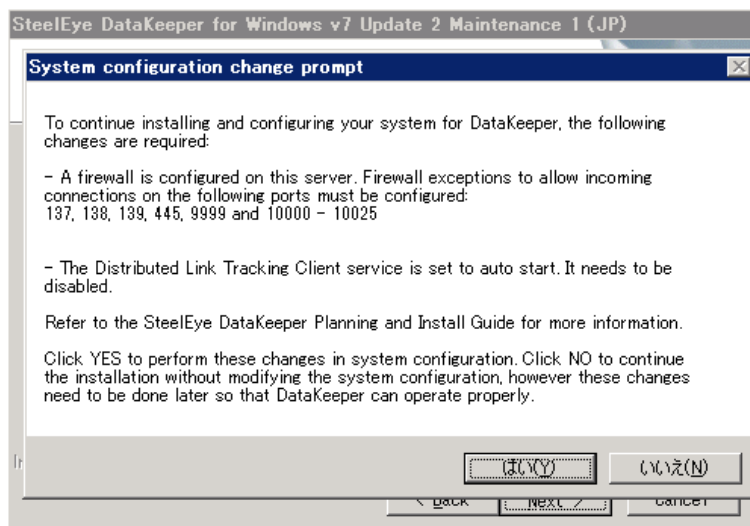 SteelEye DataKeeper for Windows v7 Update 2 Maintenance 1 (JP)
System configuration change prompt
To continue installing and configuring your system for DataKeeper, the following
changes are required:
- A firewall is configured on this server. Firewall exceptions to allow incoming
connections on the following ports must be configured:
137, 138, 139, 445, 9999 and 10000 - 10025
- The Distributed Link Tracking Client service is set to auto start. It needs to be
disabled.
Refer to the SteelEye DataKeeper Planning and Install Guide for more information.
Click YES to perform these changes in system configuration. Click NO to continue
the installation without modifying the system configuration, however these changes
need to be done later so that DataKeeper can operate properly.
はい(Y) いいえ(N)
< Back Next > Cancel